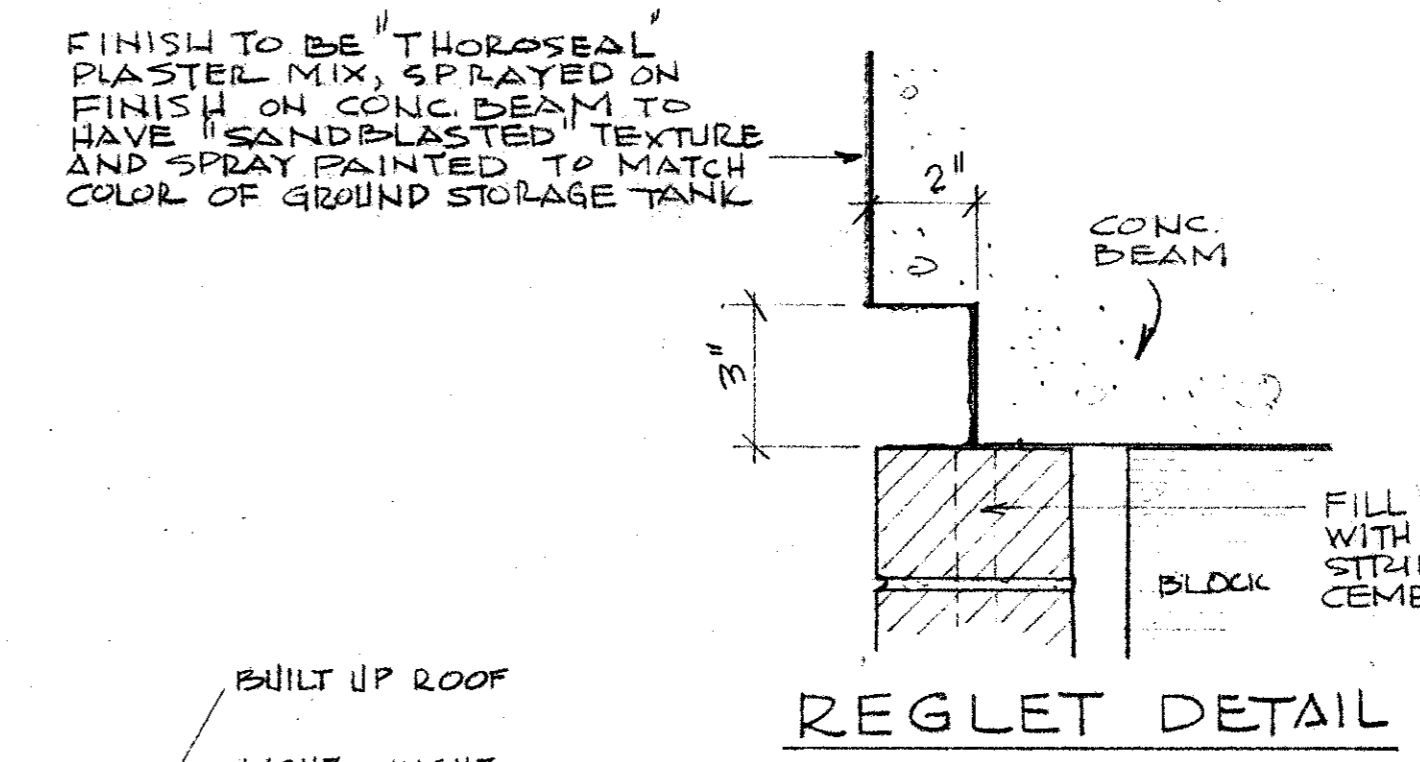 FINISH TO BE "THOROSEAL"
PLASTER MIX, SPRAYED ON
FINISH ON CONC. BEAM TO
HAVE "SANDBLASTED" TEXTURE
AND SPRAY PAINTED TO MATCH
COLOR OF GROUND STORAGE TANK
2"
CONC.
BEAM
3"
FILL
WITH
BLOCK
REGLET DETAIL
BUILT UP ROOF